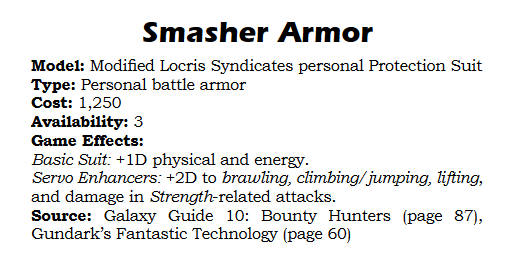 Smasher Armor
Model: Modified Locris Syndicates personal Protection Suit
Type: Personal battle armor
Cost: 1,250
Availability: 3
Game Effects:
Basic Suit: +1D physical and energy.
Servo Enhancers: +2D to brawling, climbing/jumping, lifting,
and damage in Strength-related attacks.
Source: Galaxy Guide 10: Bounty Hunters (page 87),
Gundark’s Fantastic Technology (page 60)